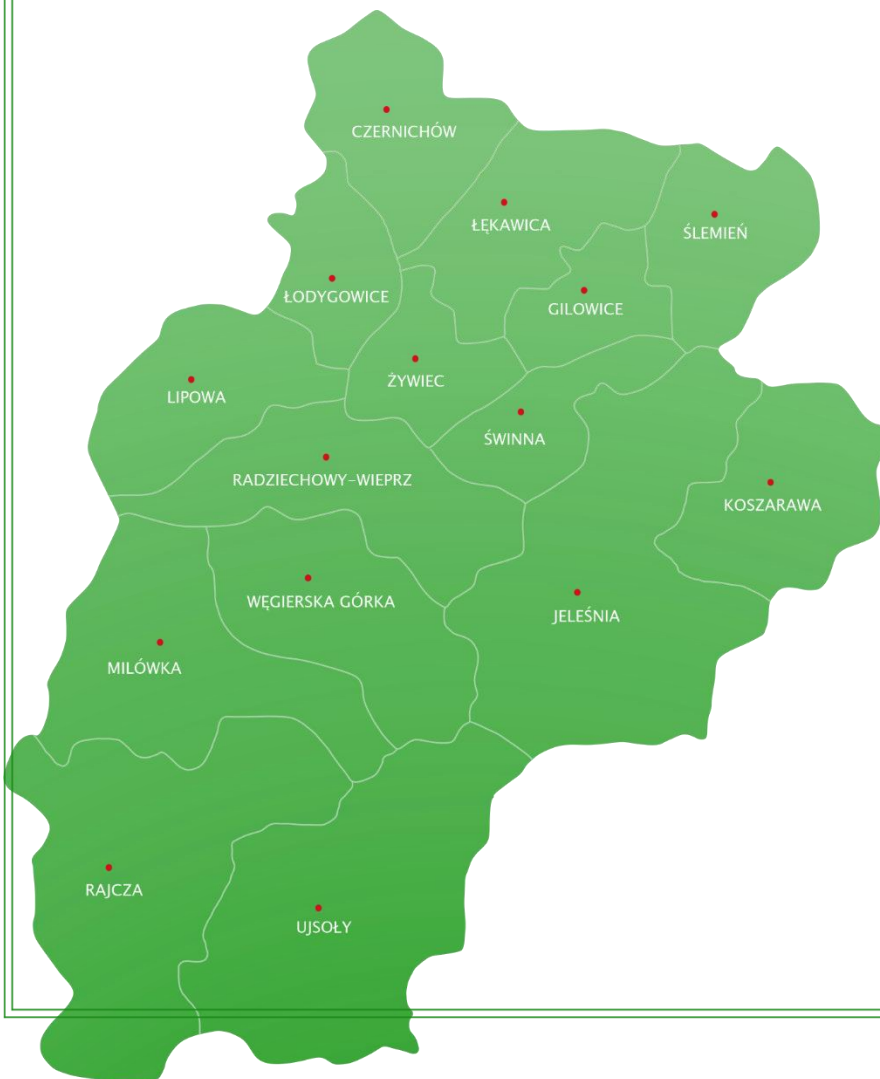 CZERNICHÓW
ŁĘKAWICA
ŚLEMIEŃ
ŁODYGOWICE
GILOWICE
ŻYWIEC
LIPOWA
ŚWINNA
RADZIECHOWY-WIEPRZ
KOSZARAWA
WĘGIERSKA GÓRKA
JELEŚNIA
MILÓWKA
RAJCZA
UJSOŁY